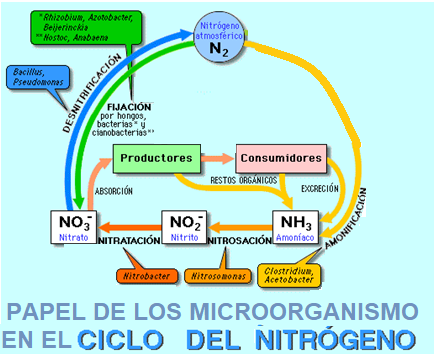 * Rhizobium, Azotobacter,
Beijerinckia
** Nostoc, Anabaena
Nitrógeno
atmosférico
N2
Bacillus,
Pseudomonas
DESNITRIFICACIÓN
FIJACIÓN
por hongos,
bacterias* y
cianobacterias**
Productores
Consumidores
RESTOS ORGÁNICOS
EXCRECIÓN
ABSORCIÓN
AMONIFICACIÓN
NO3-
Nitrato
NITRATACIÓN
NO2-
Nitrito
NITROSACIÓN
NH3
Amoníaco
Nitrobacter
Nitrosomonas
Clostridium,
Acetobacter
PAPEL DE LOS MICROORGANISMO
EN EL CICLO DEL NITRÓGENO